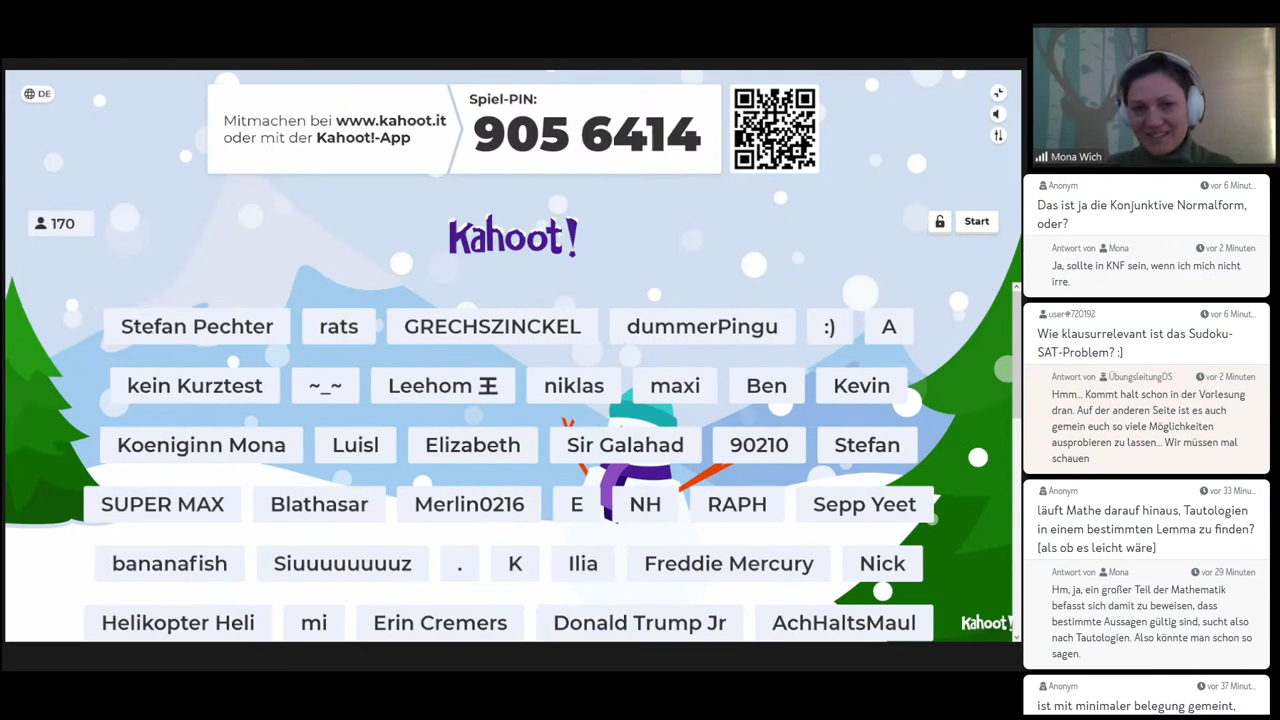 DE
Mitmachen bei www.kahoot.it
oder mit der Kahoot!-App
Spiel-PIN:
905 6414
170
Kahoot!
Start
Stefan Pechter
rats
GRECHSZINCKEL
dummerPingu
:)
A
kein Kurztest
~_~
Leehom 王
niklas
maxi
Ben
Kevin
Koeniginn Mona
Luisl
Elizabeth
Sir Galahad
90210
Stefan
SUPER MAX
Blathasar
Merlin0216
E
NH
RAPH
Sepp Yeet
bananafish
Siuuuuuuuuz
.
K
Ilia
Freddie Mercury
Nick
Helikopter Heli
mi
Erin Cremers
Donald Trump Jr
AchHaltsMaul
Kahoot!
Mona Wich
Anonym
vor 6 Minut...
Das ist ja die Konjunktive Normalform,
oder?
Antwort von Mona
vor 2 Minuten
Ja, sollte in KNF sein, wenn ich mich nicht
irre.
user#720192
vor 6 Minut...
Wie klausurrelevant ist das Sudoku-
SAT-Problem? :)
Antwort von ÜbungsleitungDS
vor 2 Minuten
Hmm... Kommt halt schon in der Vorlesung
dran. Auf der anderen Seite ist es auch
gemein euch so viele Möglichkeiten
ausprobieren zu lassen... Wir müssen mal
schauen
Anonym
vor 33 Minu...
läuft Mathe darauf hinaus, Tautologien
in einem bestimmten Lemma zu finden?
[als ob es leicht wäre]
Antwort von Mona
vor 29 Minuten
Hm, ja, ein großer Teil der Mathematik
befasst sich damit zu beweisen, dass
bestimmte Aussagen gültig sind, sucht also
nach Tautologien. Also könnte man schon so
sagen.
Anonym
vor 37 Minu...
ist mit minimaler belegung gemeint,